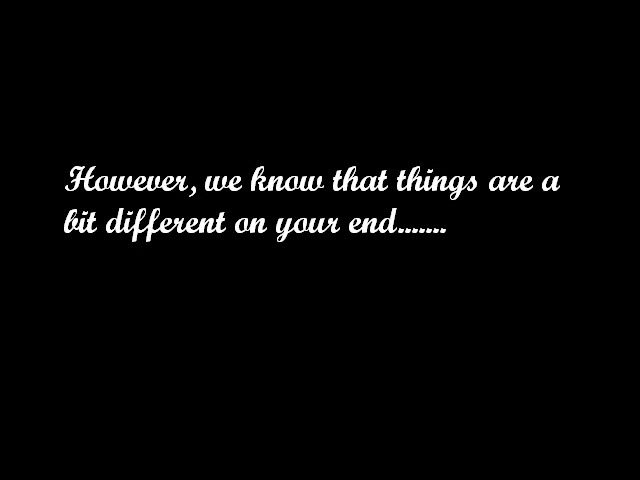 However, we know that things are a
bit different on your end.......